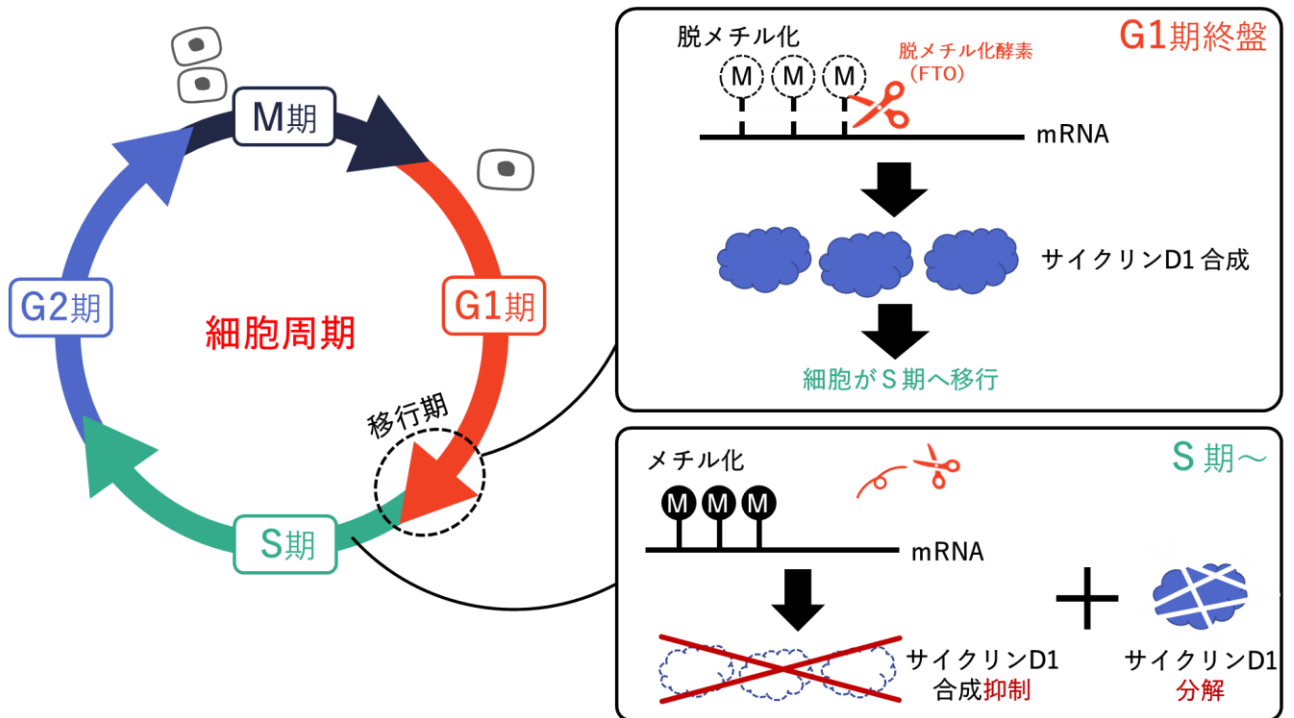 M期
G1期
G2期
細胞周期
移行期
S期
G1期終盤
脱メチル化
脱メチル化酵素
(FTO)
M M M
mRNA
サイクリンD1 合成
細胞がS期へ移行
S期～
メチル化
M M M
mRNA
サイクリンD1
合成抑制
サイクリンD1
分解